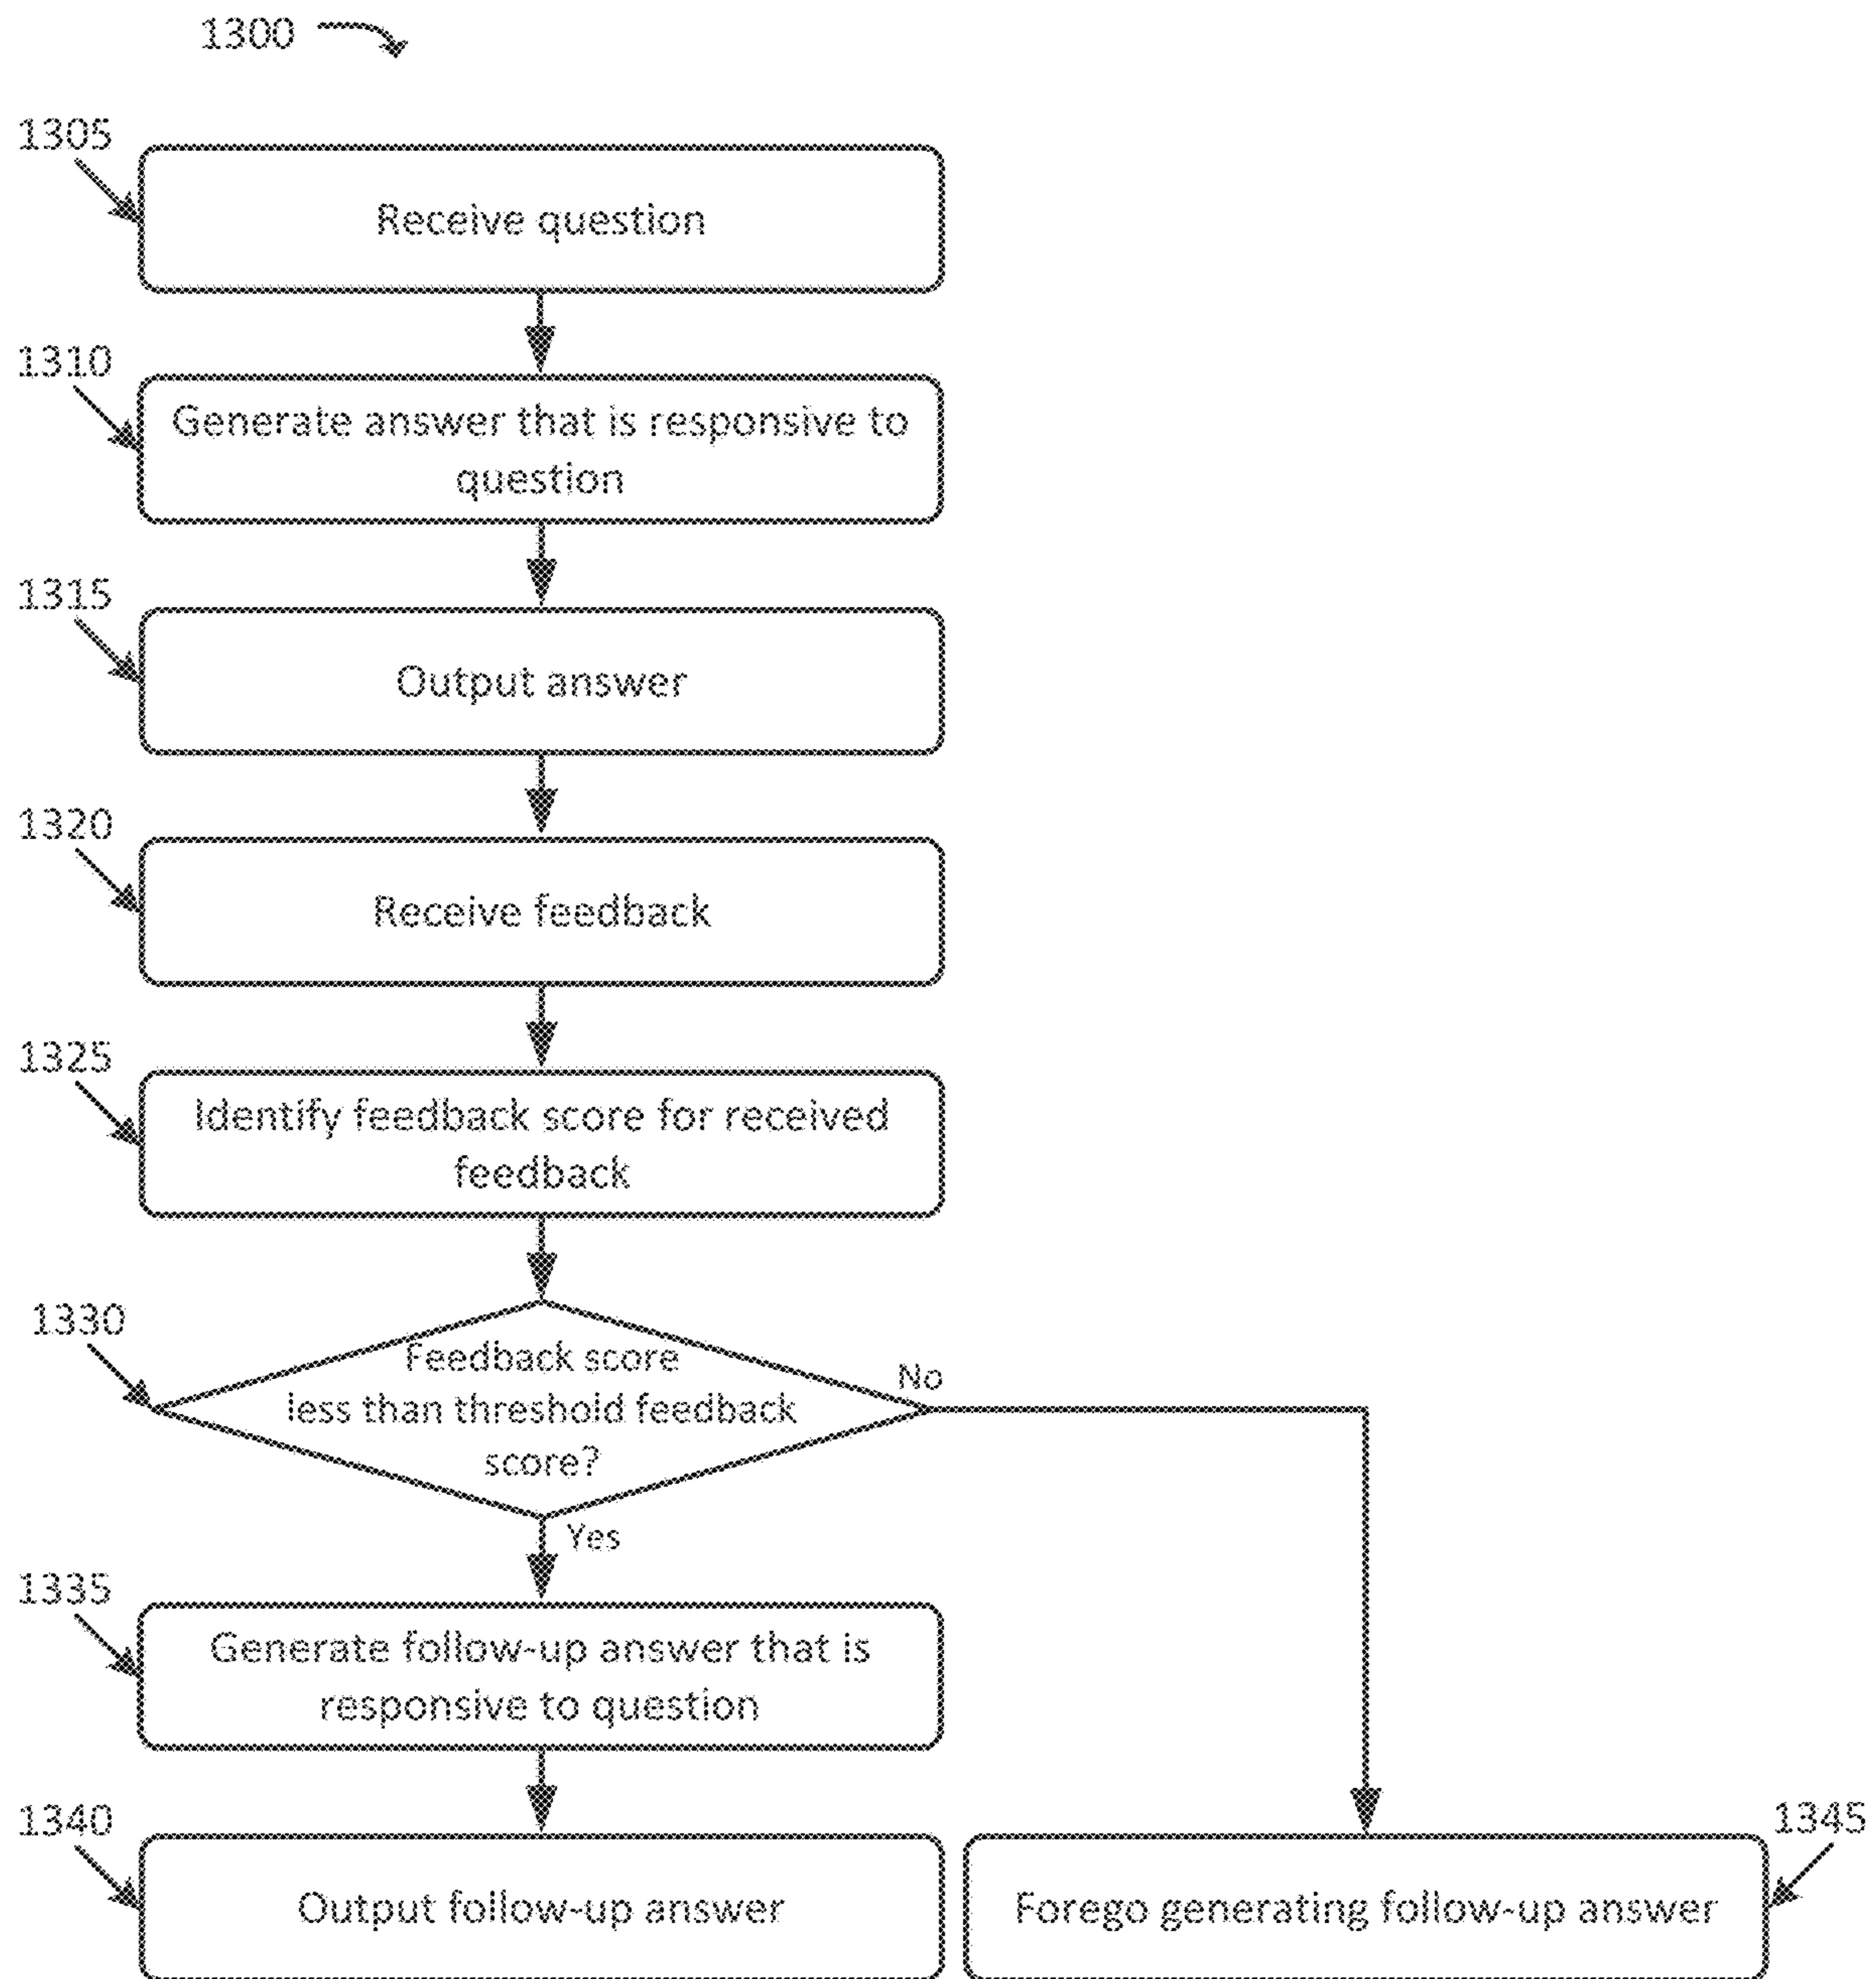 1300
1305
Receive question
1310
Generate answer that is responsive to
question
1315
Output answer
1320
Receive feedback
1325
Identify feedback score for received
feedback
1330
Feedback score
less than threshold feedback
score?
No
Yes
1335
Generate follow-up answer that is
responsive to question
1340
Output follow-up answer
1345
Forego generating follow-up answer